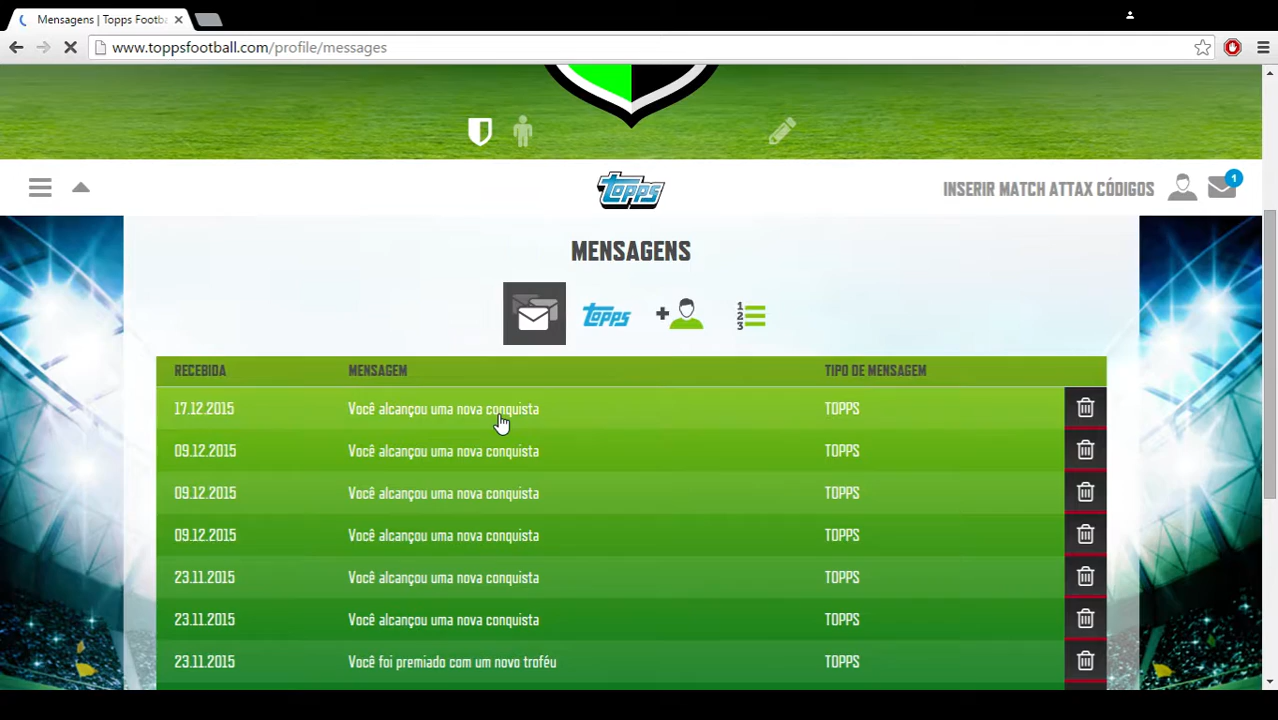 Mensagens | Topps Footba
www.toppsfootball.com/profile/messages
topps
INSERIR MATCH ATTAX CÓDIGOS
1
MENSAGENS
topps
1
2
3
RECEBIDA MENSAGEM TIPO DE MENSAGEM
17.12.2015 Você alcançou uma nova conquista TOPPS
09.12.2015 Você alcançou uma nova conquista TOPPS
09.12.2015 Você alcançou uma nova conquista TOPPS
09.12.2015 Você alcançou uma nova conquista TOPPS
23.11.2015 Você alcançou uma nova conquista TOPPS
23.11.2015 Você alcançou uma nova conquista TOPPS
23.11.2015 Você foi premiado com um novo troféu TOPPS